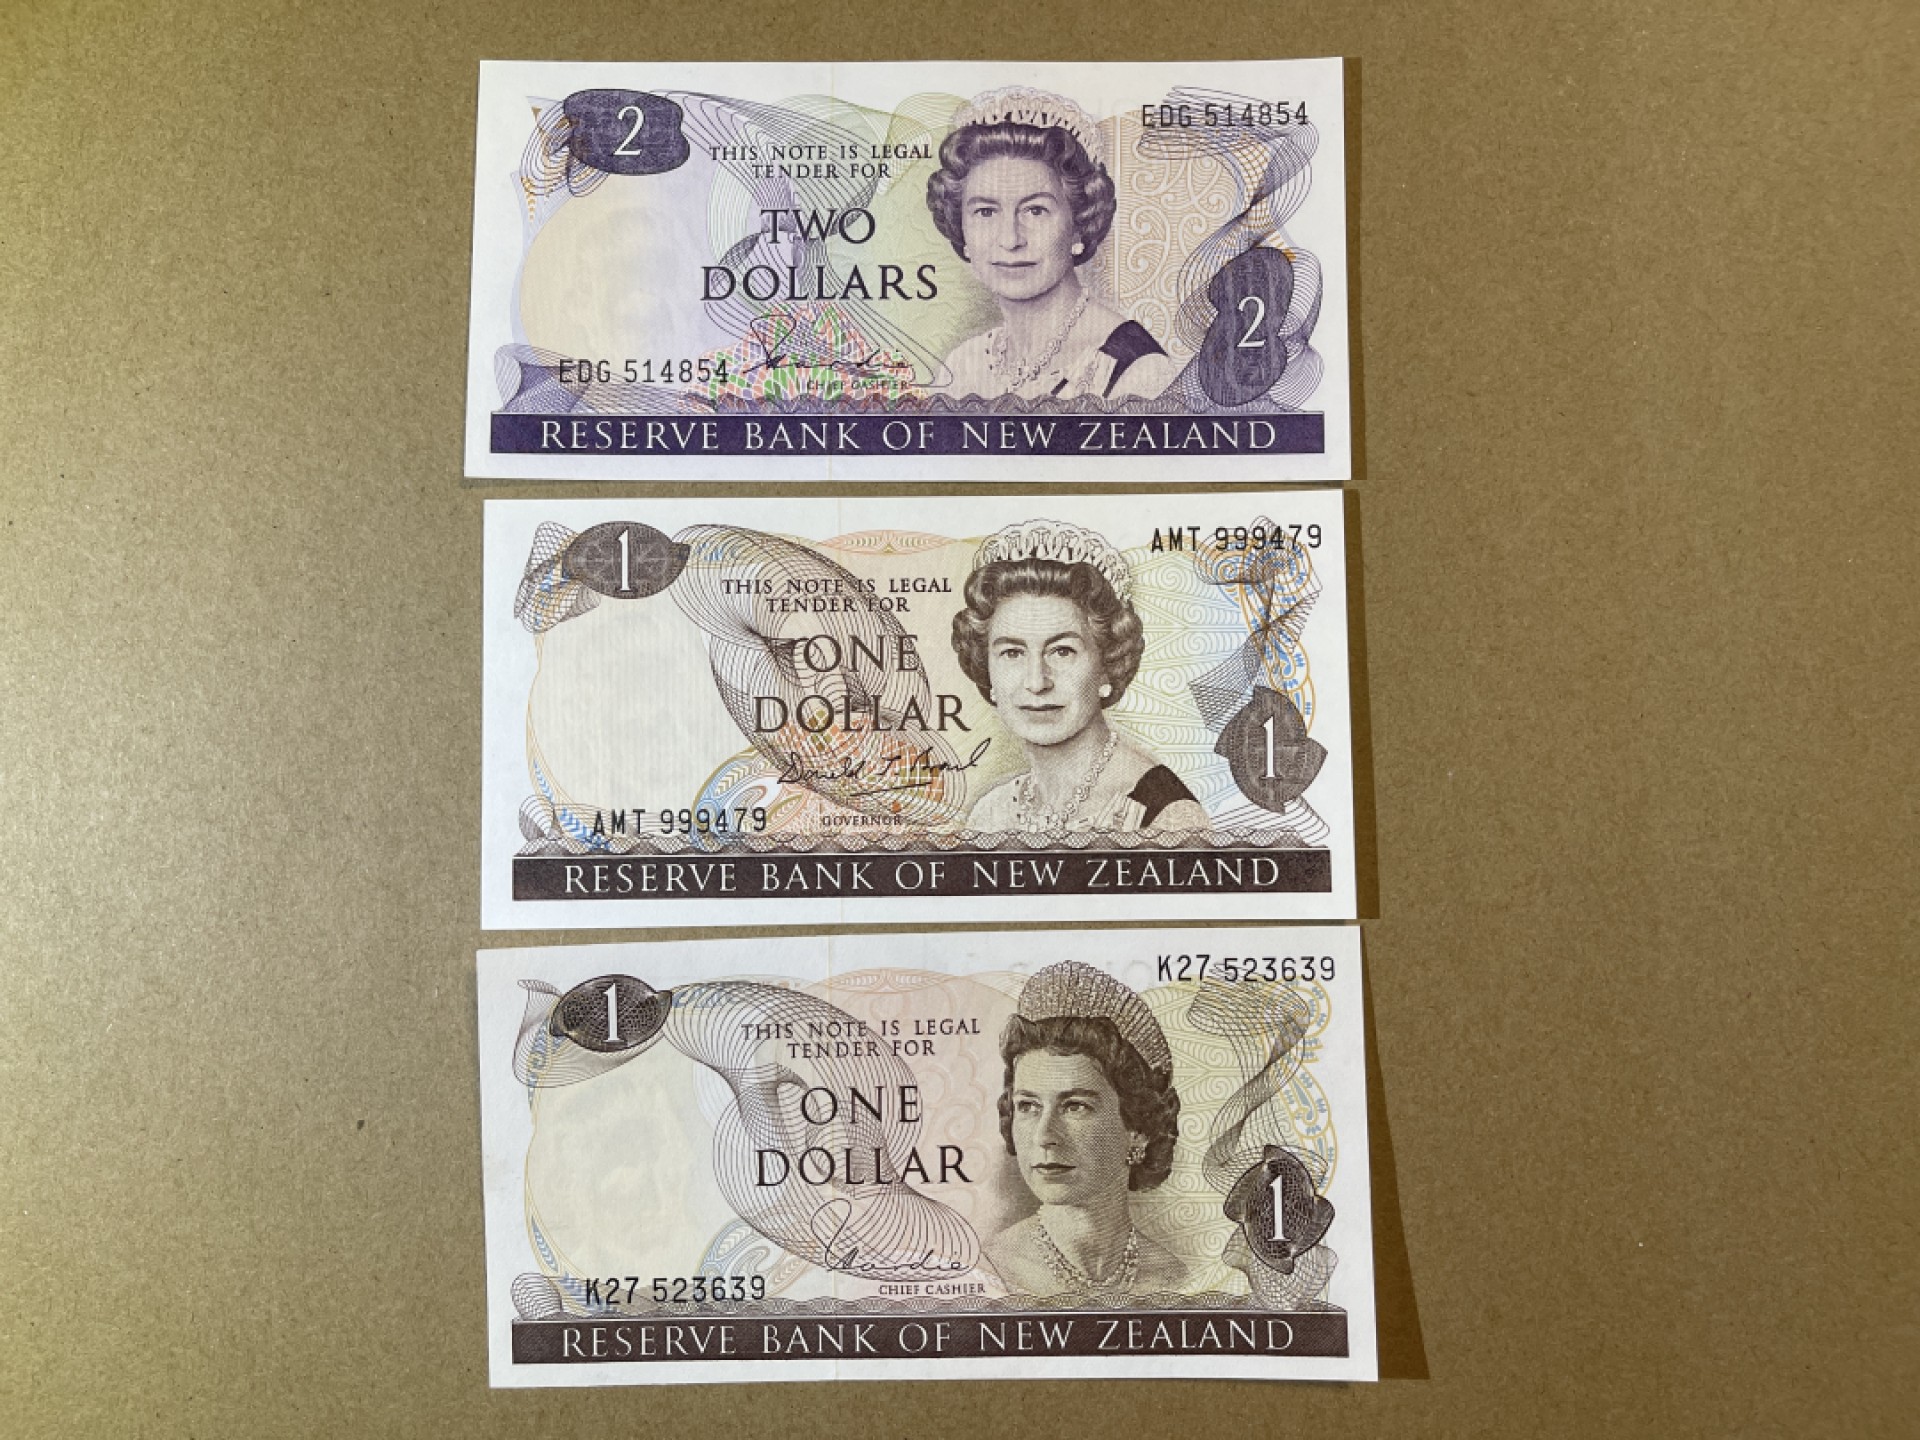 2
EDG 514854
THIS NOTE IS LEGAL
TENDER FOR
TWO
DOLLARS
2
EDG 514854
CHIEF CASHIER
RESERVE BANK OF NEW ZEALAND
1
AMT 999479
THIS NOTE IS LEGAL
TENDER FOR
ONE
DOLLAR
1
AMT 999479
GOVERNOR
RESERVE BANK OF NEW ZEALAND
1
K27 523639
THIS NOTE IS LEGAL
TENDER FOR
ONE
DOLLAR
1
K27 523639
CHIEF CASHIER
RESERVE BANK OF NEW ZEALAND